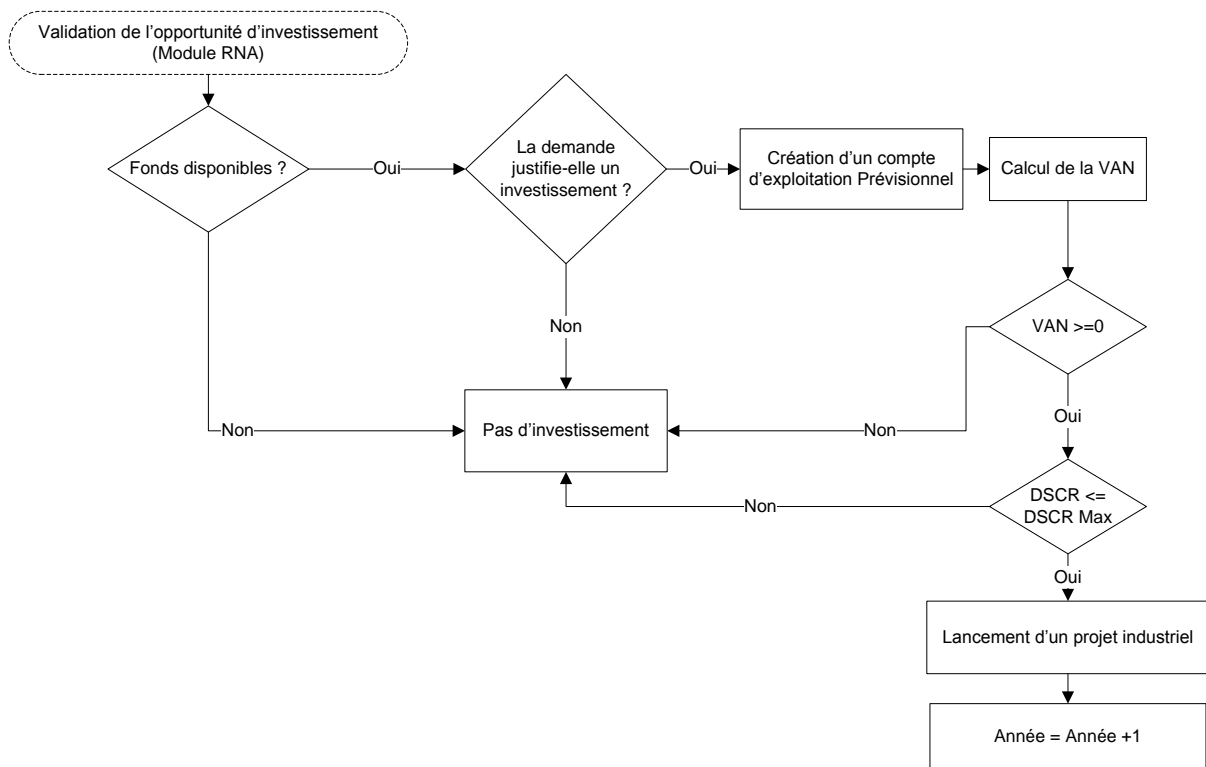 Validation de l'opportunité d'investissement
(Module RNA)
Fonds disponibles ?
Oui
La demande
justifie-elle un
investissement ?
Oui
Création d'un compte
d'exploitation Prévisionnel
Calcul de la VAN
Non
VAN >=0
Oui
Non
Pas d'investissement
Non
Non
DSCR <=
DSCR Max
Oui
Lancement d'un projet industriel
Année = Année +1